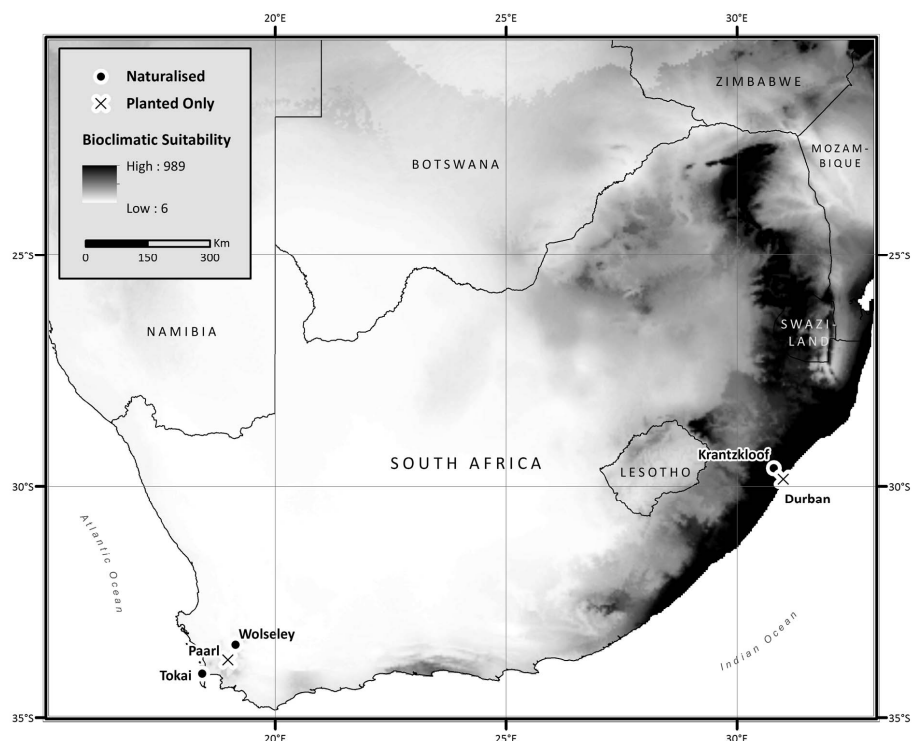 20°E
25°E
30°E
Naturalised
Planted Only
Bioclimatic Suitability
High : 989
Low : 6
Km
0
150
300
ZIMBABWE
MOZAM-
BIQUE
BOTSWANA
25°S
25°S
NAMIBIA
SWAZI-
LAND
SOUTH AFRICA
LESOTHO
Krantzkloof
Durban
30°S
30°S
Atlantic Ocean
Indian Ocean
Wolseley
Paarl
Tokai
35°S
35°S
20°E
25°E
30°E